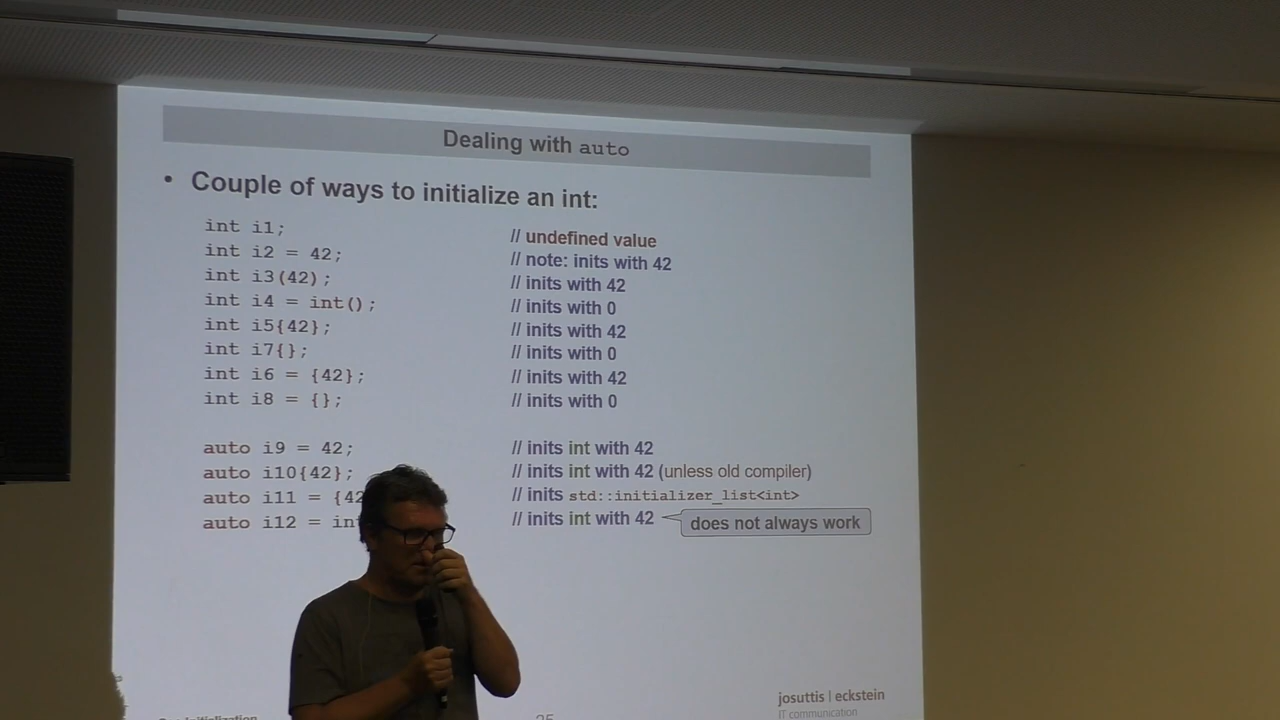 Dealing with auto
• Couple of ways to initialize an int:
int i1; // undefined value
int i2 = 42; // note: inits with 42
int i3(42); // inits with 42
int i4 = int(); // inits with 0
int i5{42}; // inits with 42
int i7{}; // inits with 0
int i6 = {42}; // inits with 42
int i8 = {}; // inits with 0
auto i9 = 42; // inits int with 42
auto i10{42}; // inits int with 42 (unless old compiler)
auto i11 = {42 // inits std::initializer_list<int>
auto i12 = in // inits int with 42 does not always work
josuttis | eckstein
IT communication
Initialization 25